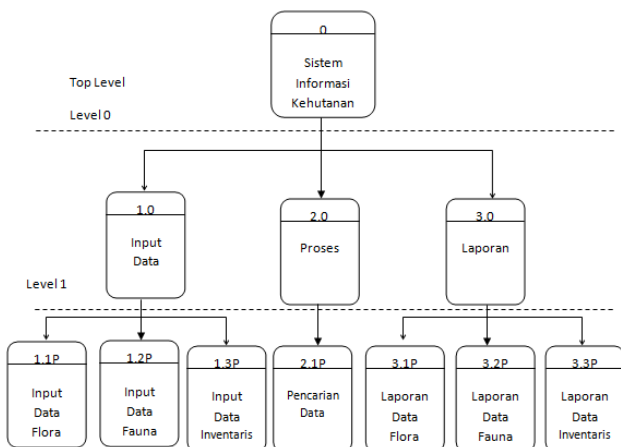 0
Sistem
Informasi
Kehutanan
Top Level
Level 0
1.0
Input
Data
2.0
Proses
3.0
Laporan
Level 1
1.1P
Input
Data
Flora
1.2P
Input
Data
Fauna
1.3P
Input
Data
Inventaris
2.1P
Pencarian
Data
3.1P
Laporan
Data
Flora
3.2P
Laporan
Data
Fauna
3.3P
Laporan
Data
Inventaris